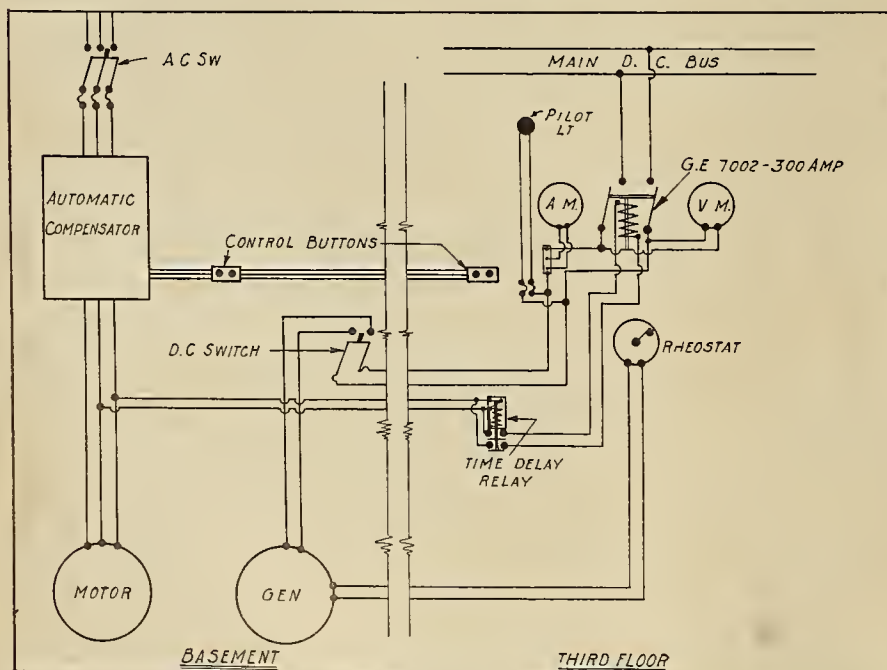 A C SW
MAIN D. C. BUS
PILOT
LT
G.E 7002-300 AMP
AUTOMATIC
COMPENSATOR
A M.
V M.
CONTROL BUTTONS
D.C SWITCH
RHEOSTAT
TIME DELAY
RELAY
MOTOR
GEN
BASEMENT
THIRD FLOOR